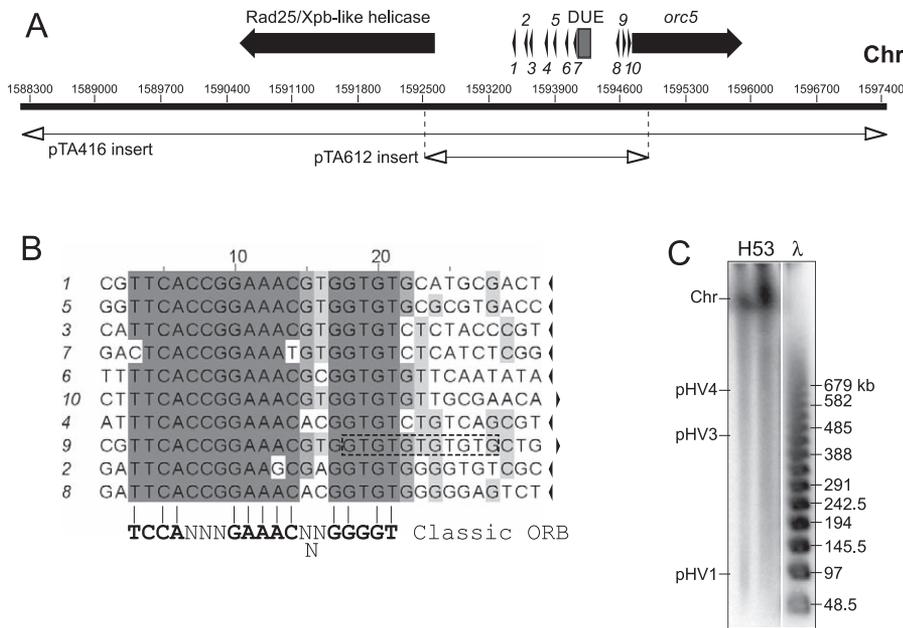 A
Rad25/Xpb-like helicase
2 5 DUE 9 orc5
1 3 4 6 7 8 10
Chr
1588300 1589000 1589700 1590400 1591100 1591800 1592500 1593200 1593900 1594600 1595300 1596000 1596700 1597400
pTA416 insert
pTA612 insert
B
10 20
1 CGTTCACCGGAAACGTGGTGTGCATGCGACT
5 GGTTCACCGGAAACGTGGTGTGCGCGTGACC
3 CATTCACCGGAAACGTGGTGTCTCTACCCGT
7 GACTCACCGGAAATGTGGTGTCTCATCTCGG
6 TTTTCACCGGAAACGCGGTGTGTTCAATATA
10 CTTTCACCGGAAACGTGGTGTGTTGCGAACA
4 ATTTCACCGGAAACACGGTGTCTGTCAGCGT
9 CGTTCACCGGAAACGTGGTGTGTGTGTGCTG
2 GATTCACCGGAAGCGAGGTGTGGGGTGTCGC
8 GATTCACCGGAAACACGGTGTGGGGGAGTCT
TCCANNNGAAACNNGGGGT Classic ORB
N
C
H53 λ
Chr
pHV4
pHV3
pHV1
679 kb
582
485
388
291
242.5
194
145.5
97
48.5